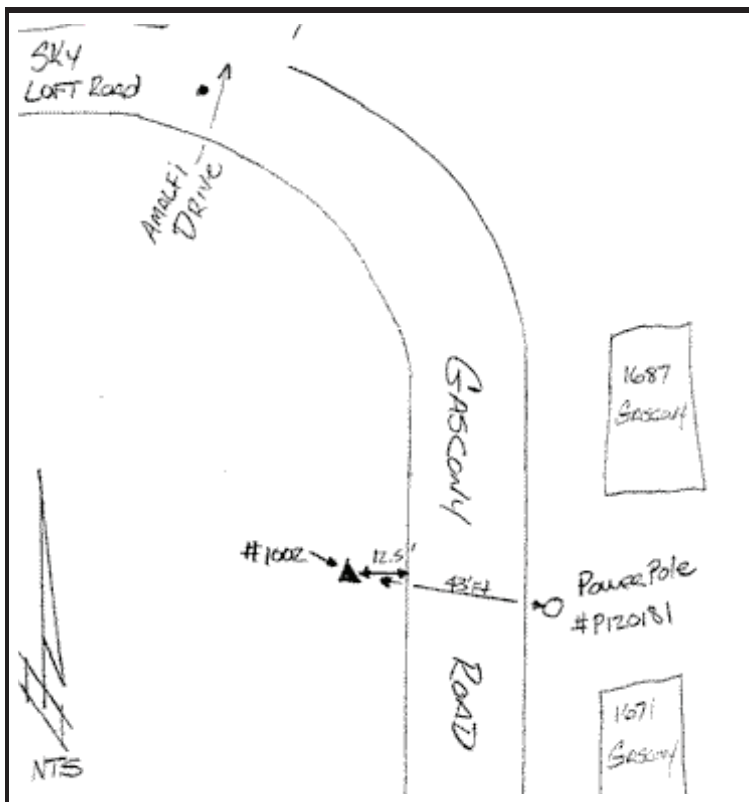 SKY
LOFT ROAD
AMALFI
DRIVE
GASCONY
ROAD
1687
GASCONY
#1002
12.5'
43'Ft
Power Pole
#P120181
1671
GASCONY
NTS